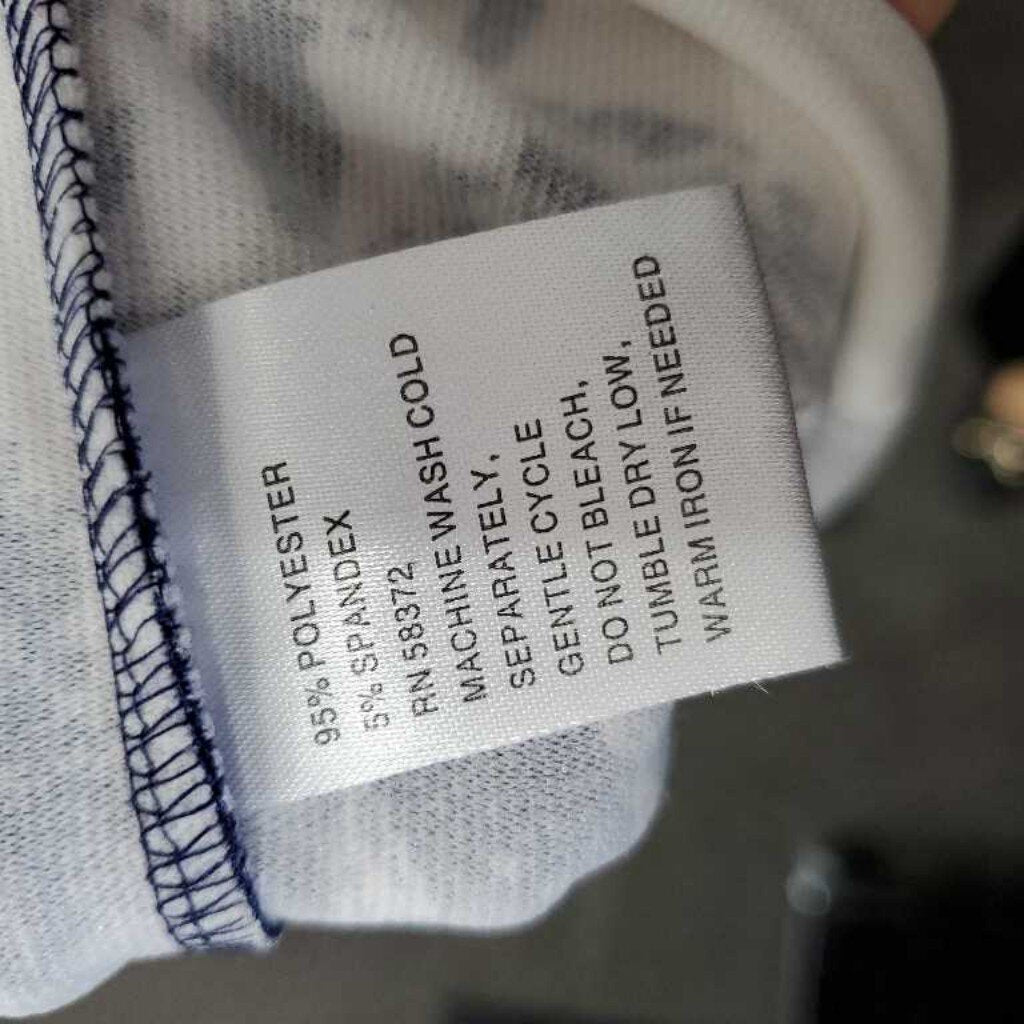 95% POLYESTER
5% SPANDEX
RN 58372
MACHINE WASH COLD
SEPARATELY,
GENTLE CYCLE
DO NOT BLEACH,
TUMBLE DRY LOW,
WARM IRON IF NEEDED